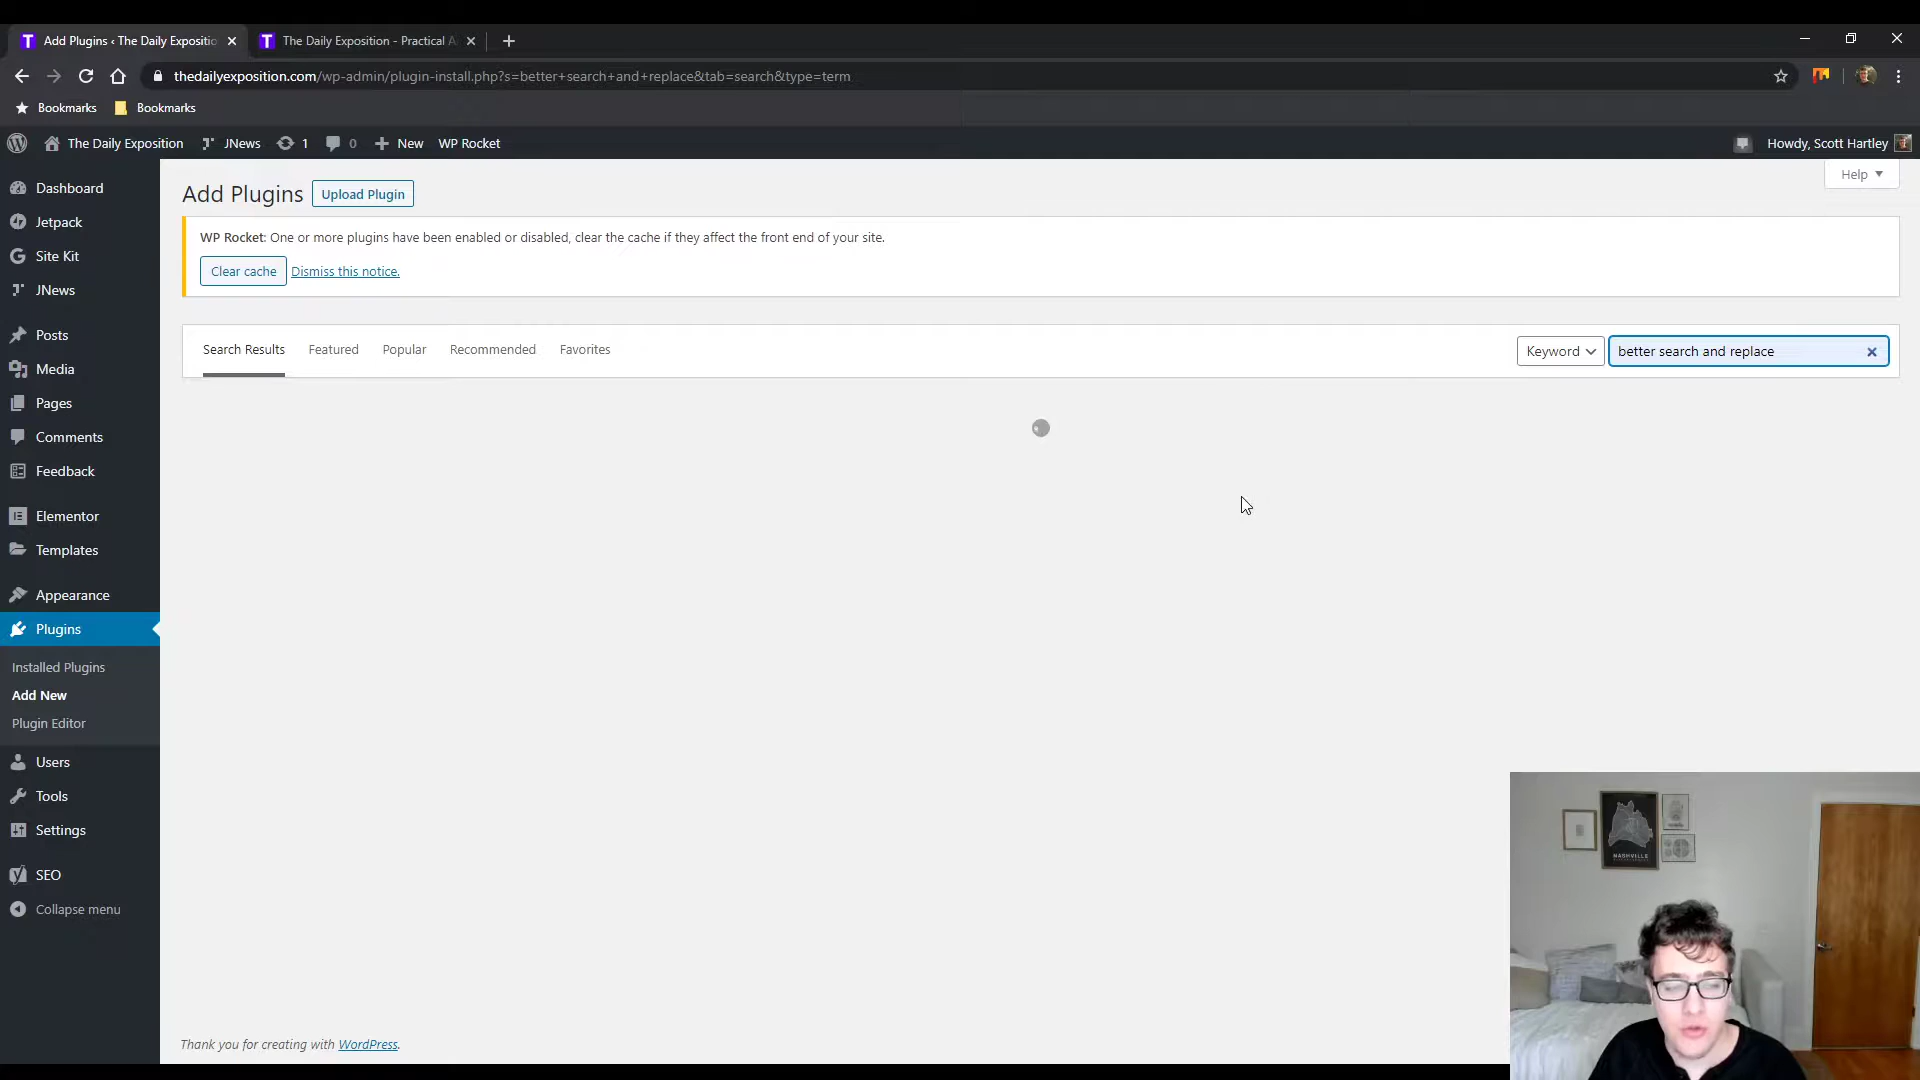 Add Plugins ‹ The Daily Expositio
The Daily Exposition - Practical A
thedailyexposition.com/wp-admin/plugin-install.php?s=better+search+and+replace&tab=search&type=term
Bookmarks
Bookmarks
The Daily Exposition
JNews
1
0
New
WP Rocket
Howdy, Scott Hartley
Dashboard
Jetpack
Site Kit
JNews
Posts
Media
Pages
Comments
Feedback
Elementor
Templates
Appearance
Plugins
Installed Plugins
Add New
Plugin Editor
Users
Tools
Settings
SEO
Collapse menu
Help
Add Plugins
Upload Plugin
WP Rocket: One or more plugins have been enabled or disabled, clear the cache if they affect the front end of your site.
Clear cache
Dismiss this notice.
Search Results
Featured
Popular
Recommended
Favorites
Keyword
better search and replace
NASHVILLE
Thank you for creating with WordPress.